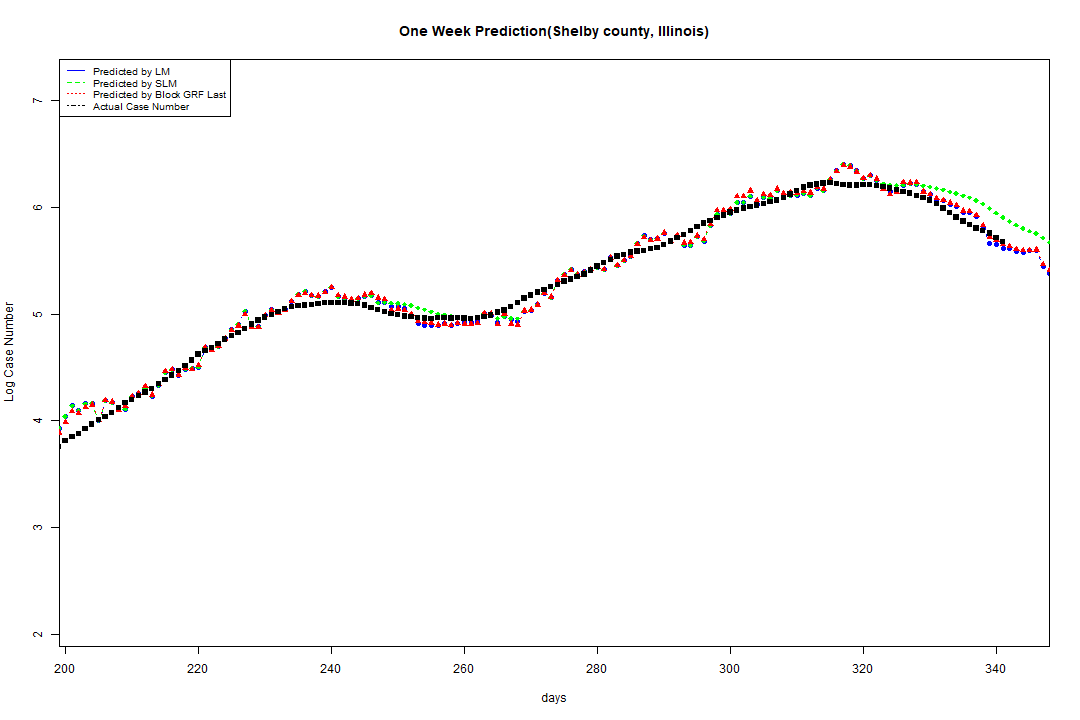 One Week Prediction(Shelby county, Illinois)
Predicted by LM
Predicted by SLM
Predicted by Block GRF Last
Actual Case Number
7
6
5
4
3
2
Log Case Number
200 220 240 260 280 300 320 340
days